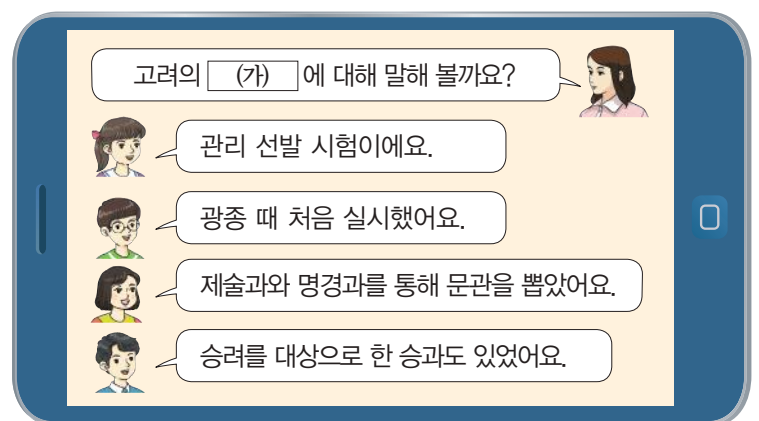 고려의 (가) 에 대해 말해 볼까요?
관리 선발 시험이에요.
광종 때 처음 실시했어요.
제술과와 명경과를 통해 문관을 뽑았어요.
승려를 대상으로 한 승과도 있었어요.